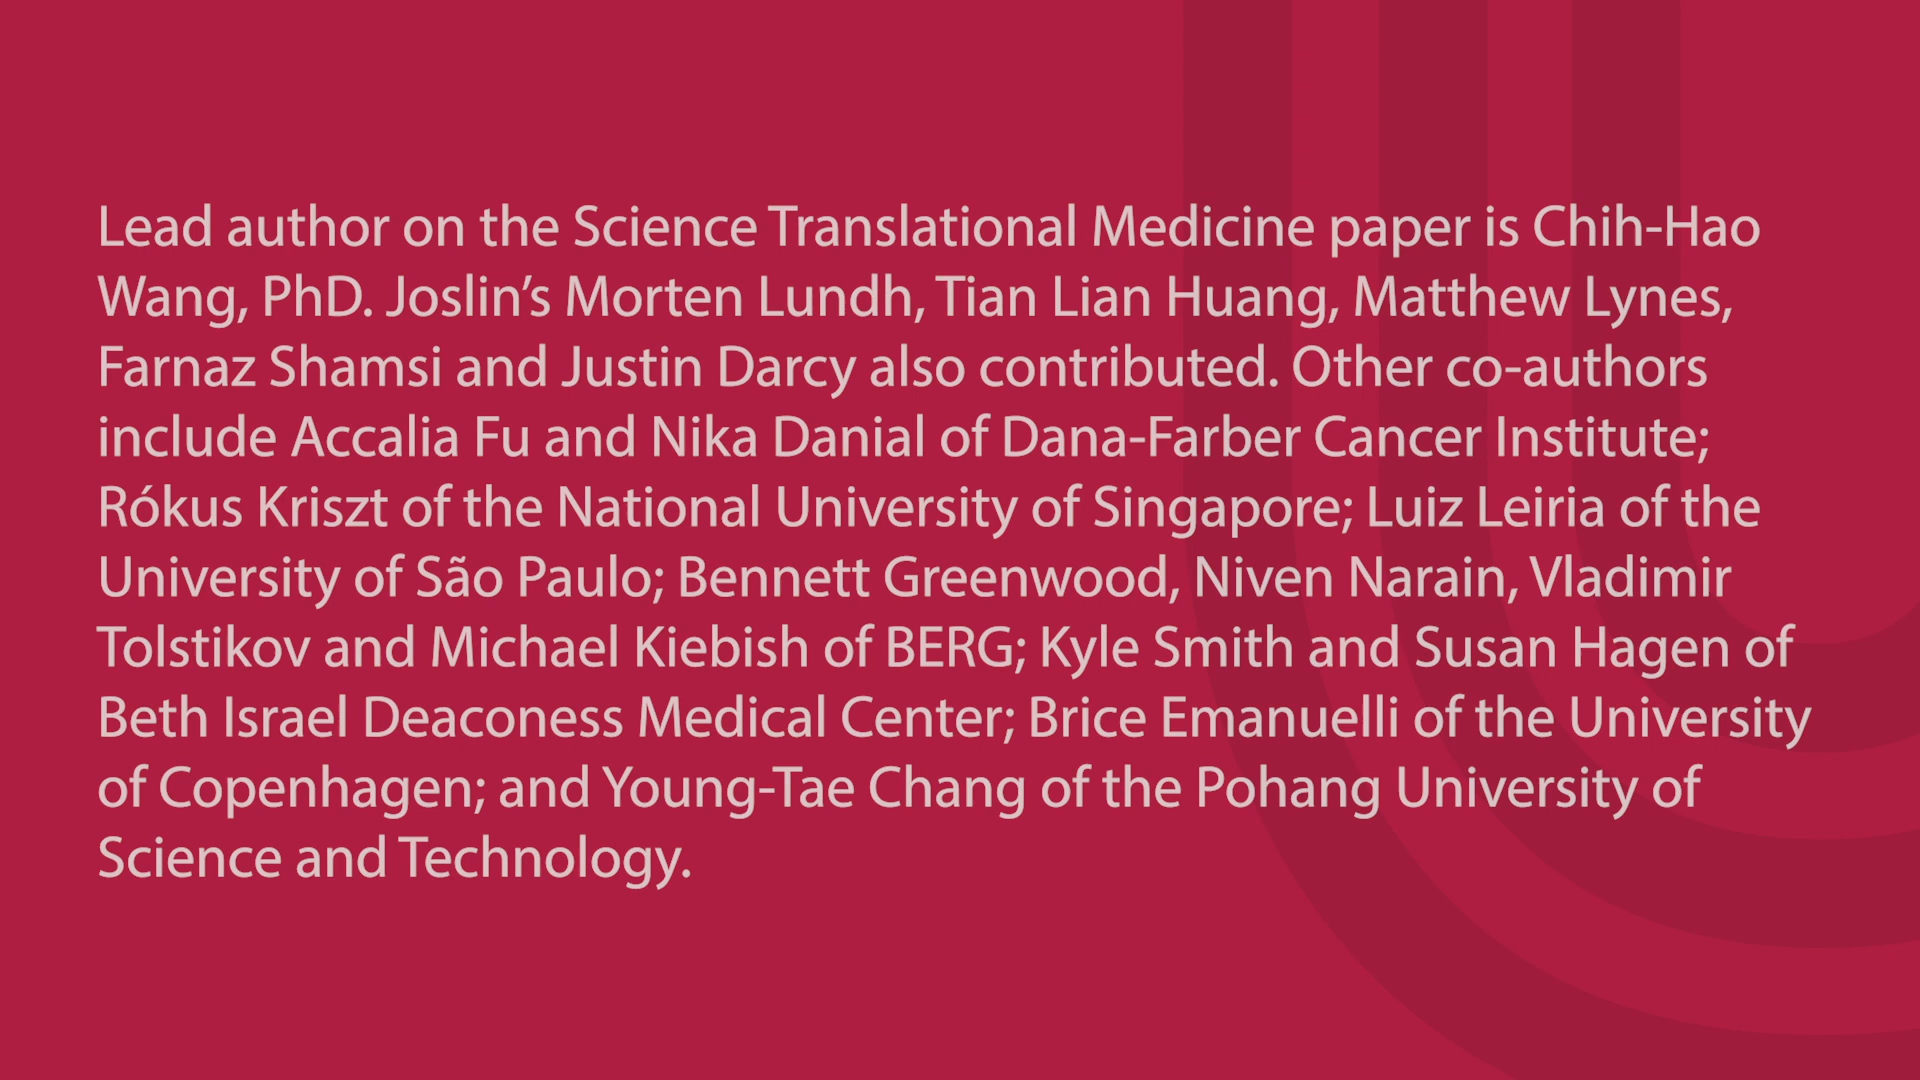 Lead author on the Science Translational Medicine paper is Chih-Hao
Wang, PhD. Joslin’s Morten Lundh, Tian Lian Huang, Matthew Lynes,
Farnaz Shamsi and Justin Darcy also contributed. Other co-authors
include Accalia Fu and Nika Danial of Dana-Farber Cancer Institute;
Rókus Kriszt of the National University of Singapore; Luiz Leiria of the
University of São Paulo; Bennett Greenwood, Niven Narain, Vladimir
Tolstikov and Michael Kiebish of BERG; Kyle Smith and Susan Hagen of
Beth Israel Deaconess Medical Center; Brice Emanuelli of the University
of Copenhagen; and Young-Tae Chang of the Pohang University of
Science and Technology.